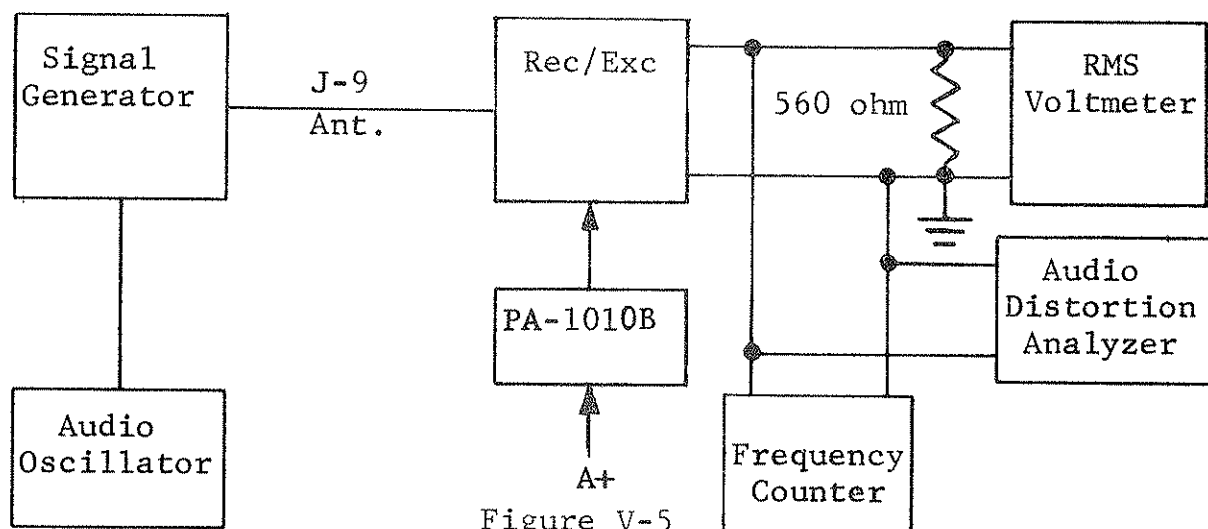 Signal
Generator
J-9
Ant.
Rec/Exc
560 ohm
RMS
Voltmeter
PA-1010B
Audio
Distortion
Analyzer
Audio
Oscillator
A+
Frequency
Counter
Figure V-5